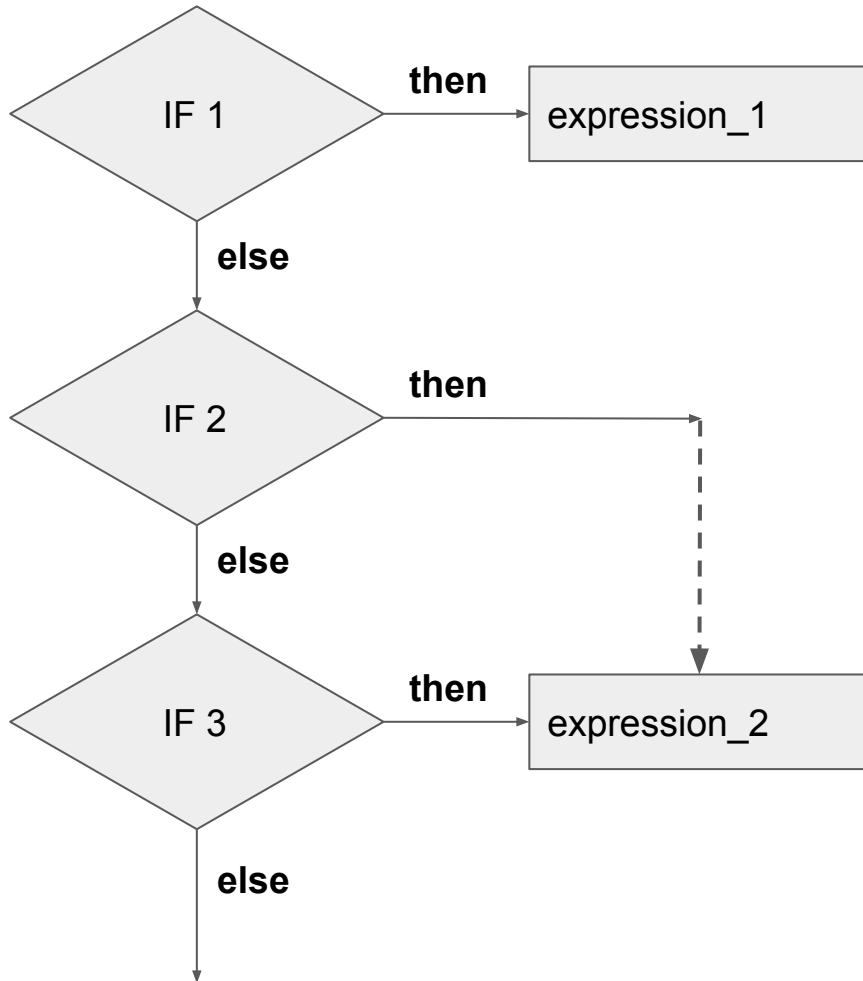 then
IF 1
expression_1
else
then
IF 2
else
then
IF 3
expression_2
else